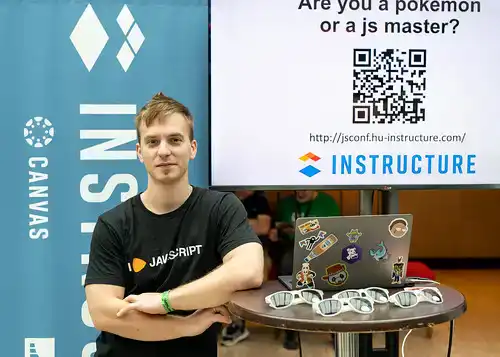 Are you a pokemon
or a js master?
http://jsconf.hu-instructure.com/
INSTRUCTURE
CANVAS
INSTRU
I JAVASCRIPT